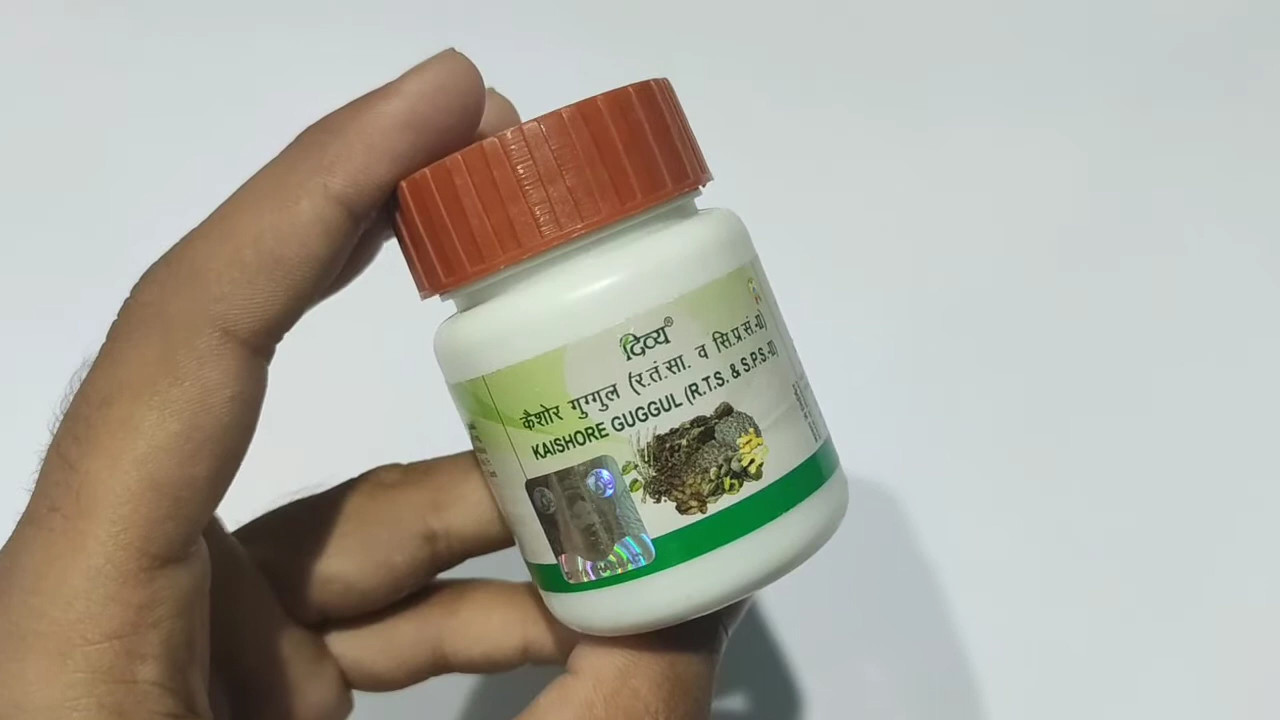 दिव्य®
कैशोर गुग्गुल (र.तं.सा. व सि.प्र.सं.-I)
KAISHORE GUGGUL (R.T.S. & S.P.S.-I)